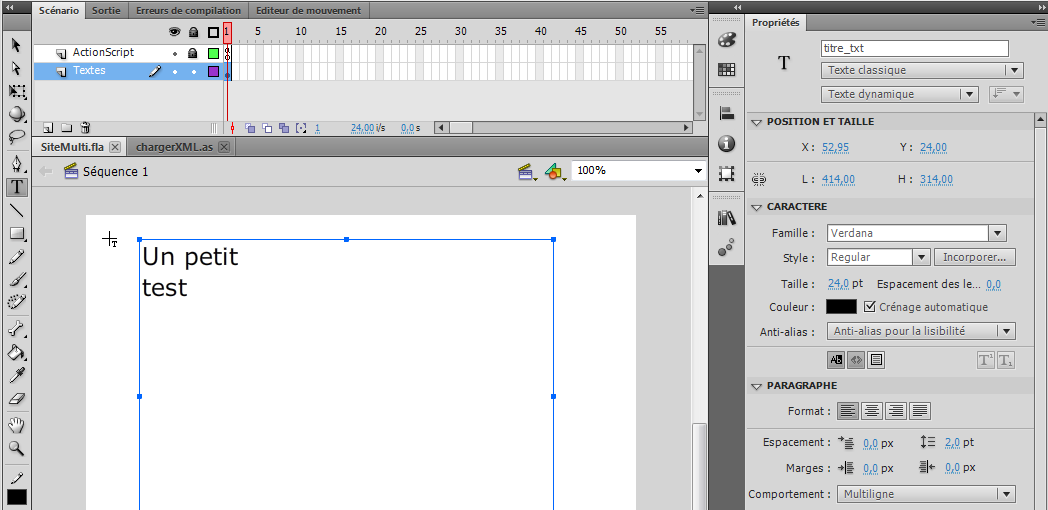 Scénario Sortie Erreurs de compilation Editeur de mouvement
1 5 10 15 20 25 30 35 40 45 50 55
ActionScript
Textes
1 24,00 i/s 0,0 s
SiteMulti.fla chargerXML.as
Séquence 1 100%
Un petit
test
T
Propriétés
T
titre_txt
Texte classique
Texte dynamique
POSITION ET TAILLE
X : 52,95 Y : 24,00
L : 414,00 H : 314,00
CARACTERE
Famille : Verdana
Style : Regular Incorporer...
Taille : 24,0 pt Espacement des le... 0,0
Couleur : Crénage automatique
Anti-alias : Anti-alias pour la lisibilité
PARAGRAPHE
Format :
Espacement : 0,0 px 2,0 pt
Marges : 0,0 px 0,0 px
Comportement : Multiligne